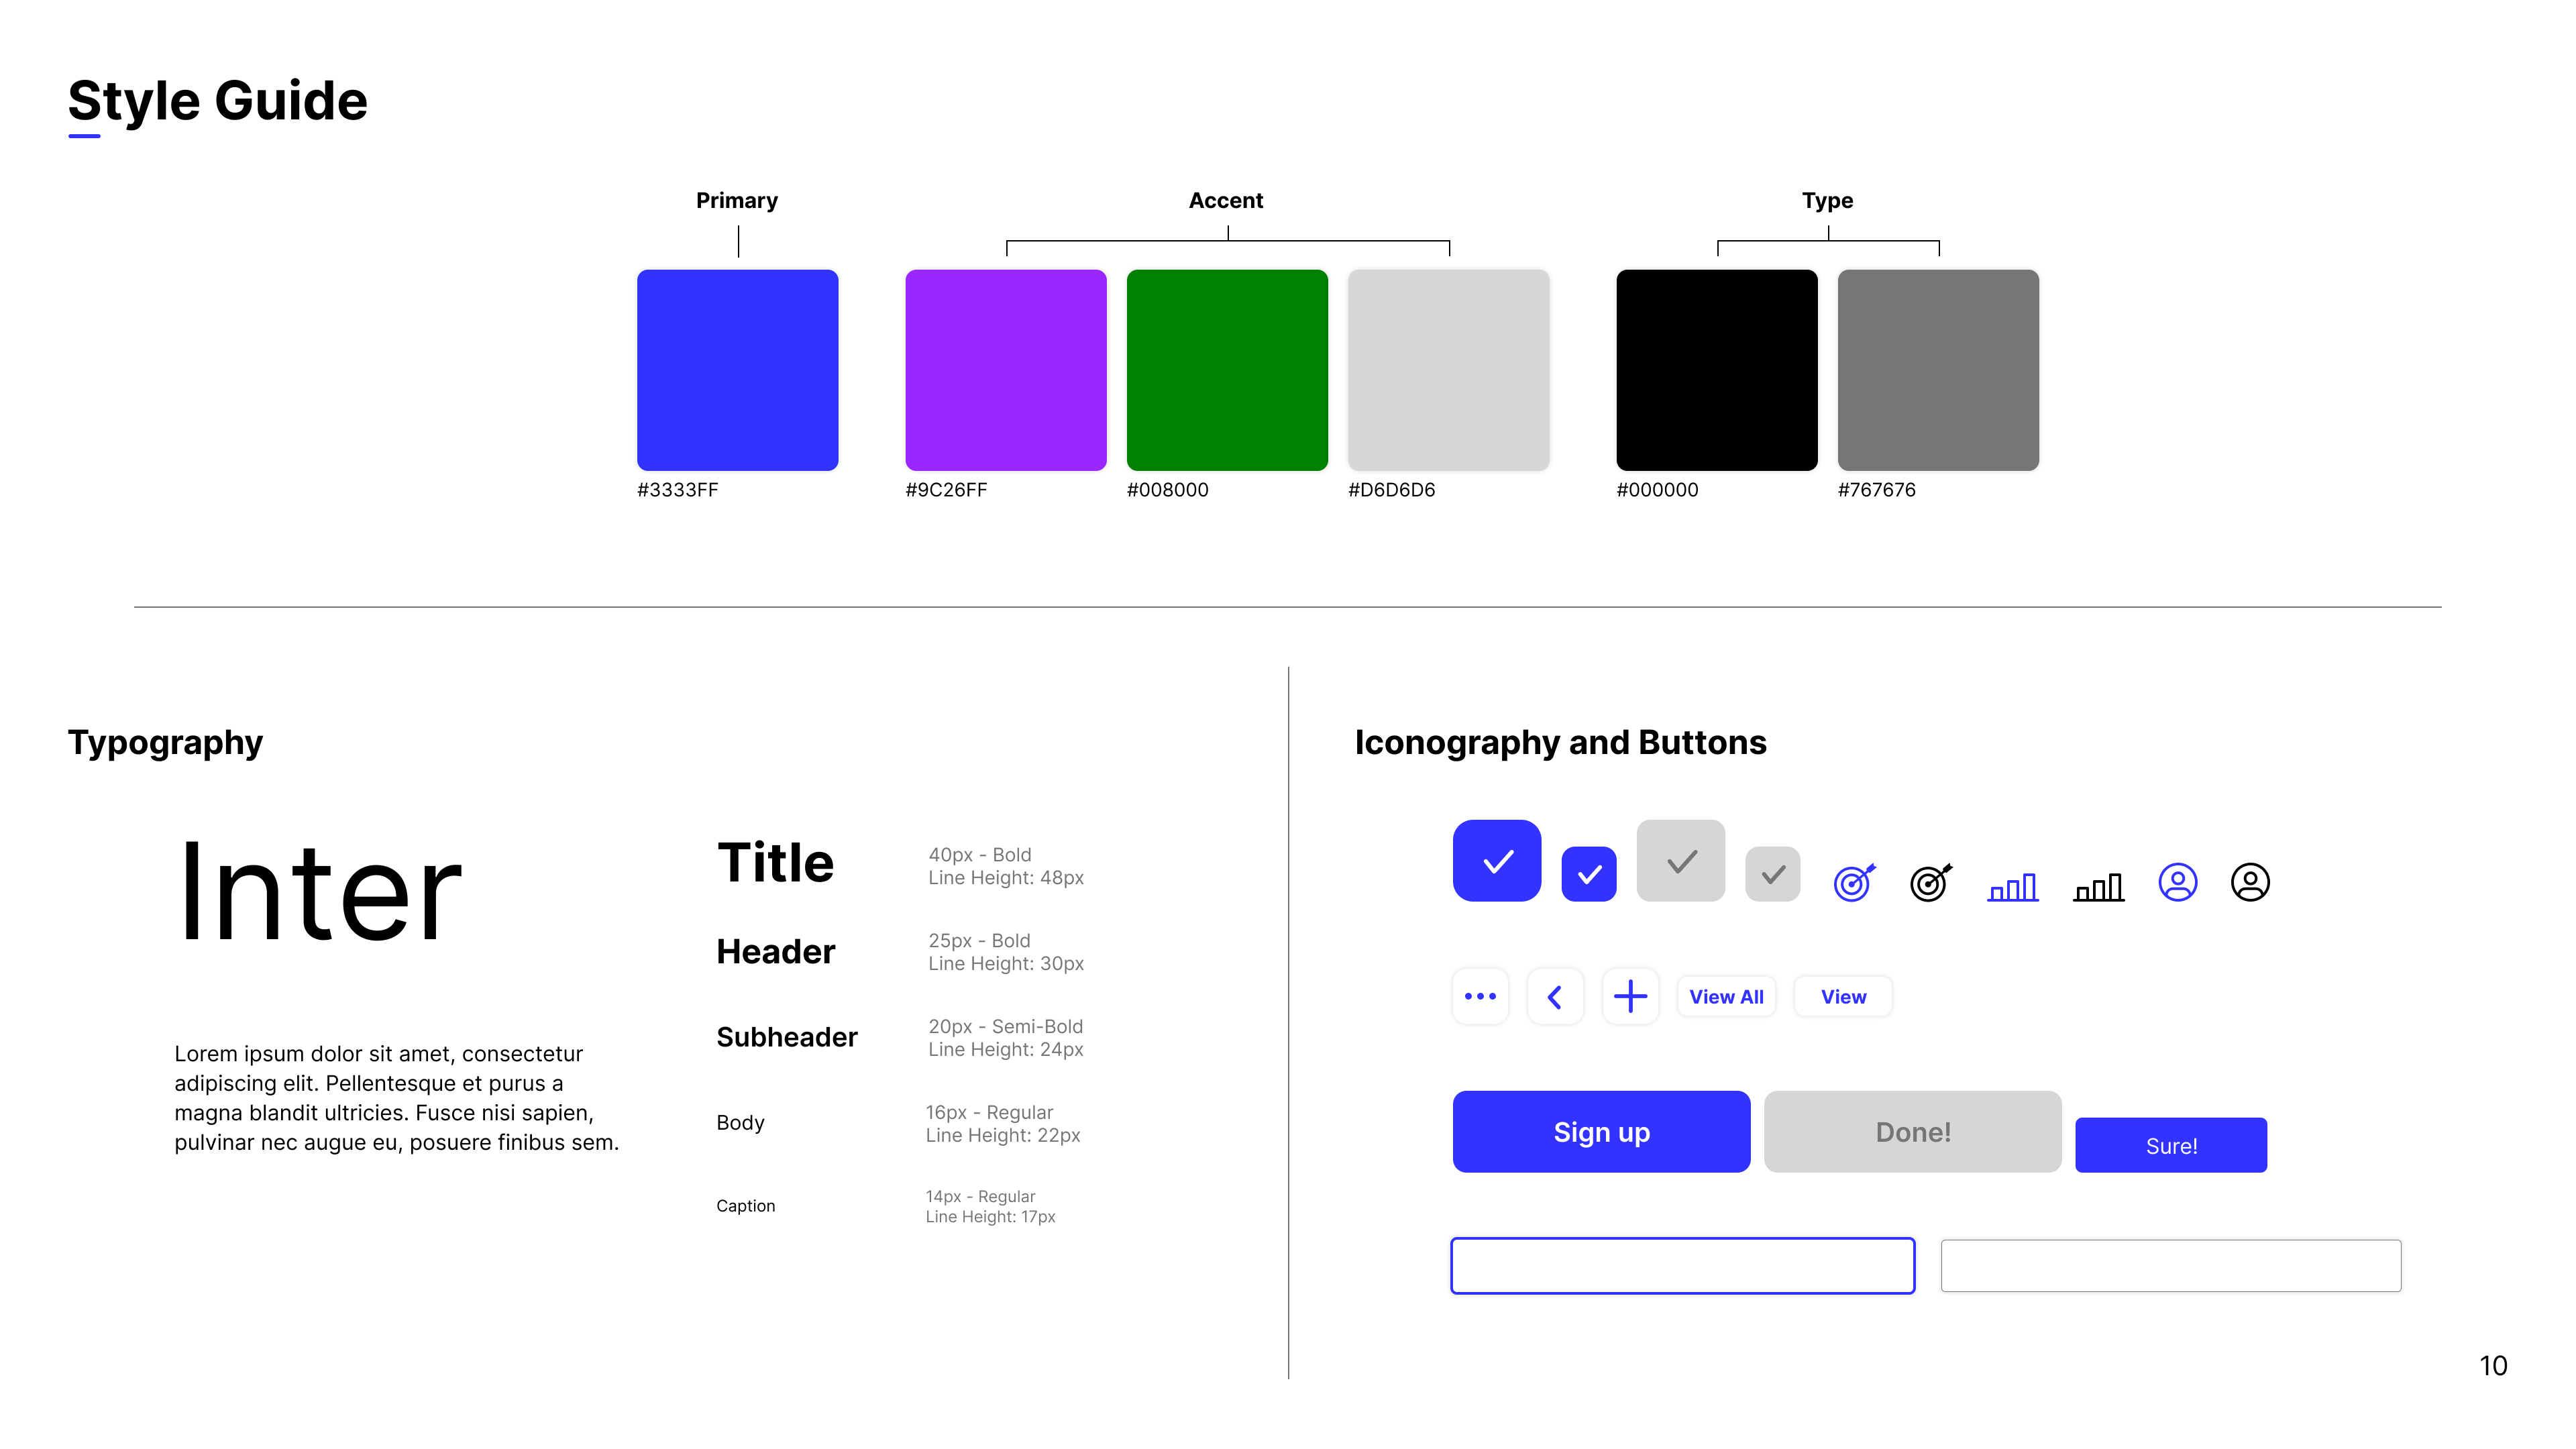 Style Guide
Primary
Accent
Type
#3333FF
#9C26FF
#008000
#D6D6D6
#000000
#767676
Typography
Inter
Lorem ipsum dolor sit amet, consectetur
adipiscing elit. Pellentesque et purus a
magna blandit ultricies. Fusce nisi sapien,
pulvinar nec augue eu, posuere finibus sem.
Title
40px - Bold
Line Height: 48px
Header
25px - Bold
Line Height: 30px
Subheader
20px - Semi-Bold
Line Height: 24px
Body
16px - Regular
Line Height: 22px
Caption
14px - Regular
Line Height: 17px
Iconography and Buttons
View All
View
Sign up
Done!
Sure!
10